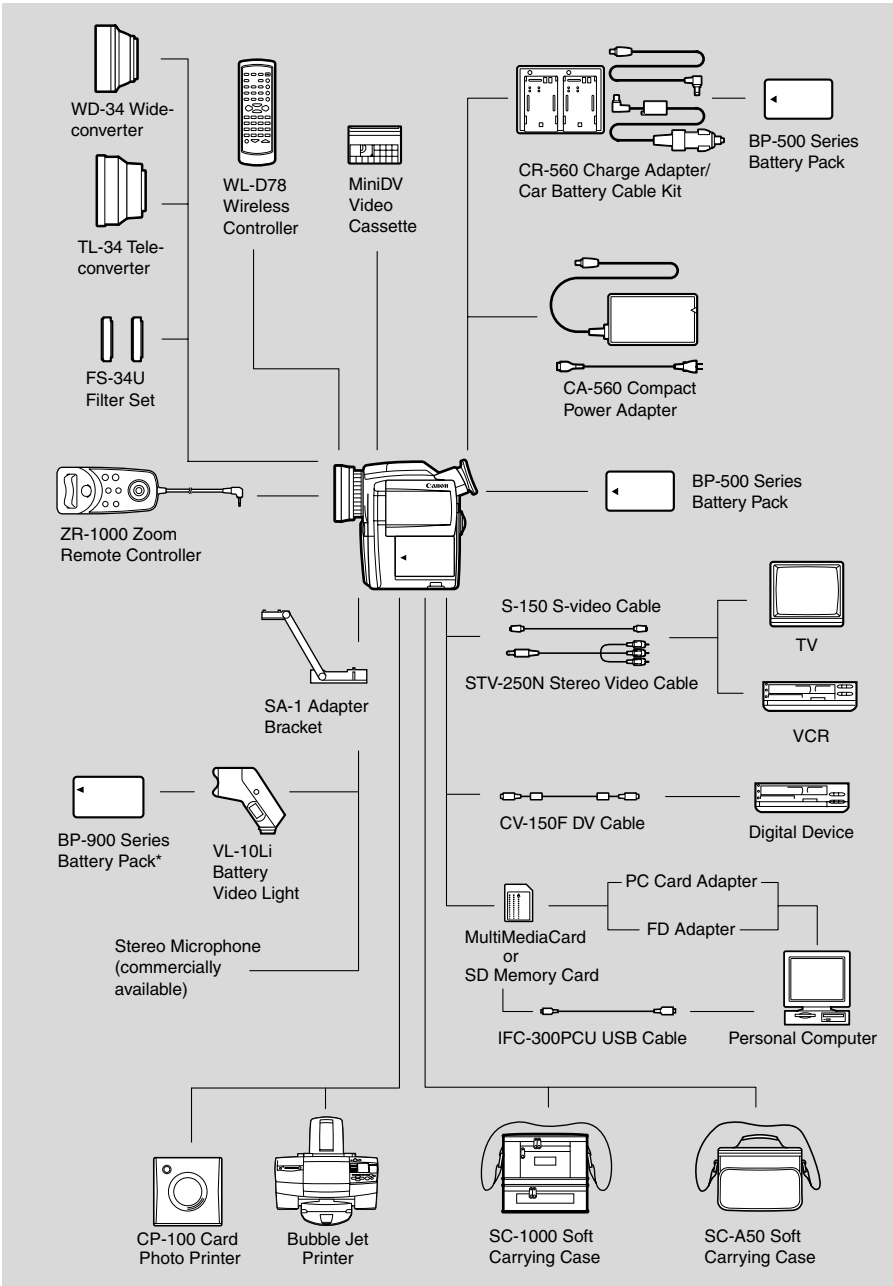 WD-34 Wide-
converter
TL-34 Tele-
converter
FS-34U
Filter Set
WL-D78
Wireless
Controller
MiniDV
Video
Cassette
CR-560 Charge Adapter/
Car Battery Cable Kit
BP-500 Series
Battery Pack
CA-560 Compact
Power Adapter
ZR-1000 Zoom
Remote Controller
Canon
BP-500 Series
Battery Pack
SA-1 Adapter
Bracket
S-150 S-video Cable
STV-250N Stereo Video Cable
TV
VCR
BP-900 Series
Battery Pack*
VL-10Li
Battery
Video Light
CV-150F DV Cable
Digital Device
Stereo Microphone
(commercially
available)
MultiMediaCard
or
SD Memory Card
PC Card Adapter
FD Adapter
IFC-300PCU USB Cable
Personal Computer
CP-100 Card
Photo Printer
Bubble Jet
Printer
SC-1000 Soft
Carrying Case
SC-A50 Soft
Carrying Case